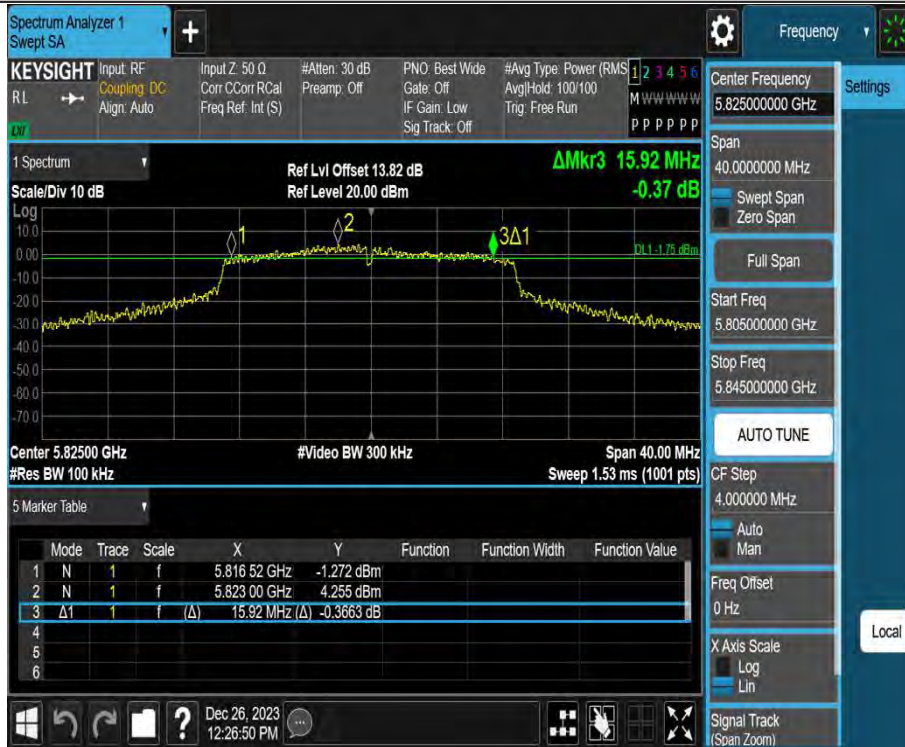 Spectrum Analyzer 1
Swept SA
+
Frequency
KEYSIGHT
RL
LXI
Input: RF
Coupling: DC
Align: Auto
Input Z: 50 Ω
Corr CCorr RCal
Freq Ref: Int (S)
#Atten: 30 dB
Preamp: Off
PNO: Best Wide
Gate: Off
IF Gain: Low
Sig Track: Off
#Avg Type: Power (RMS
Avg|Hold: 100/100
Trig: Free Run
1 2 3 4 5 6
M W W W W W
P P P P P P
1 Spectrum
Scale/Div 10 dB
Ref Lvl Offset 13.82 dB
Ref Level 20.00 dBm
ΔMkr3 15.92 MHz
-0.37 dB
Log
10.0
0.00
-10.0
-20.0
-30.0
-40.0
-50.0
-60.0
-70.0
1
2
3Δ1
DL1 -1.75 dBm
Center 5.82500 GHz
#Video BW 300 kHz
Span 40.00 MHz
#Res BW 100 kHz
Sweep 1.53 ms (1001 pts)
5 Marker Table
Mode Trace Scale X Y Function Function Width Function Value
1 N 1 f 5.816 52 GHz -1.272 dBm
2 N 1 f 5.823 00 GHz 4.255 dBm
3 Δ1 1 f (Δ) 15.92 MHz (Δ) -0.3663 dB
4
5
6
Dec 26, 2023
12:26:50 PM
Center Frequency
5.825000000 GHz
Settings
Span
40.0000000 MHz
Swept Span
Zero Span
Full Span
Start Freq
5.805000000 GHz
Stop Freq
5.845000000 GHz
AUTO TUNE
CF Step
4.000000 MHz
Auto
Man
Freq Offset
0 Hz
Local
X Axis Scale
Log
Lin
Signal Track
(Span Zoom)